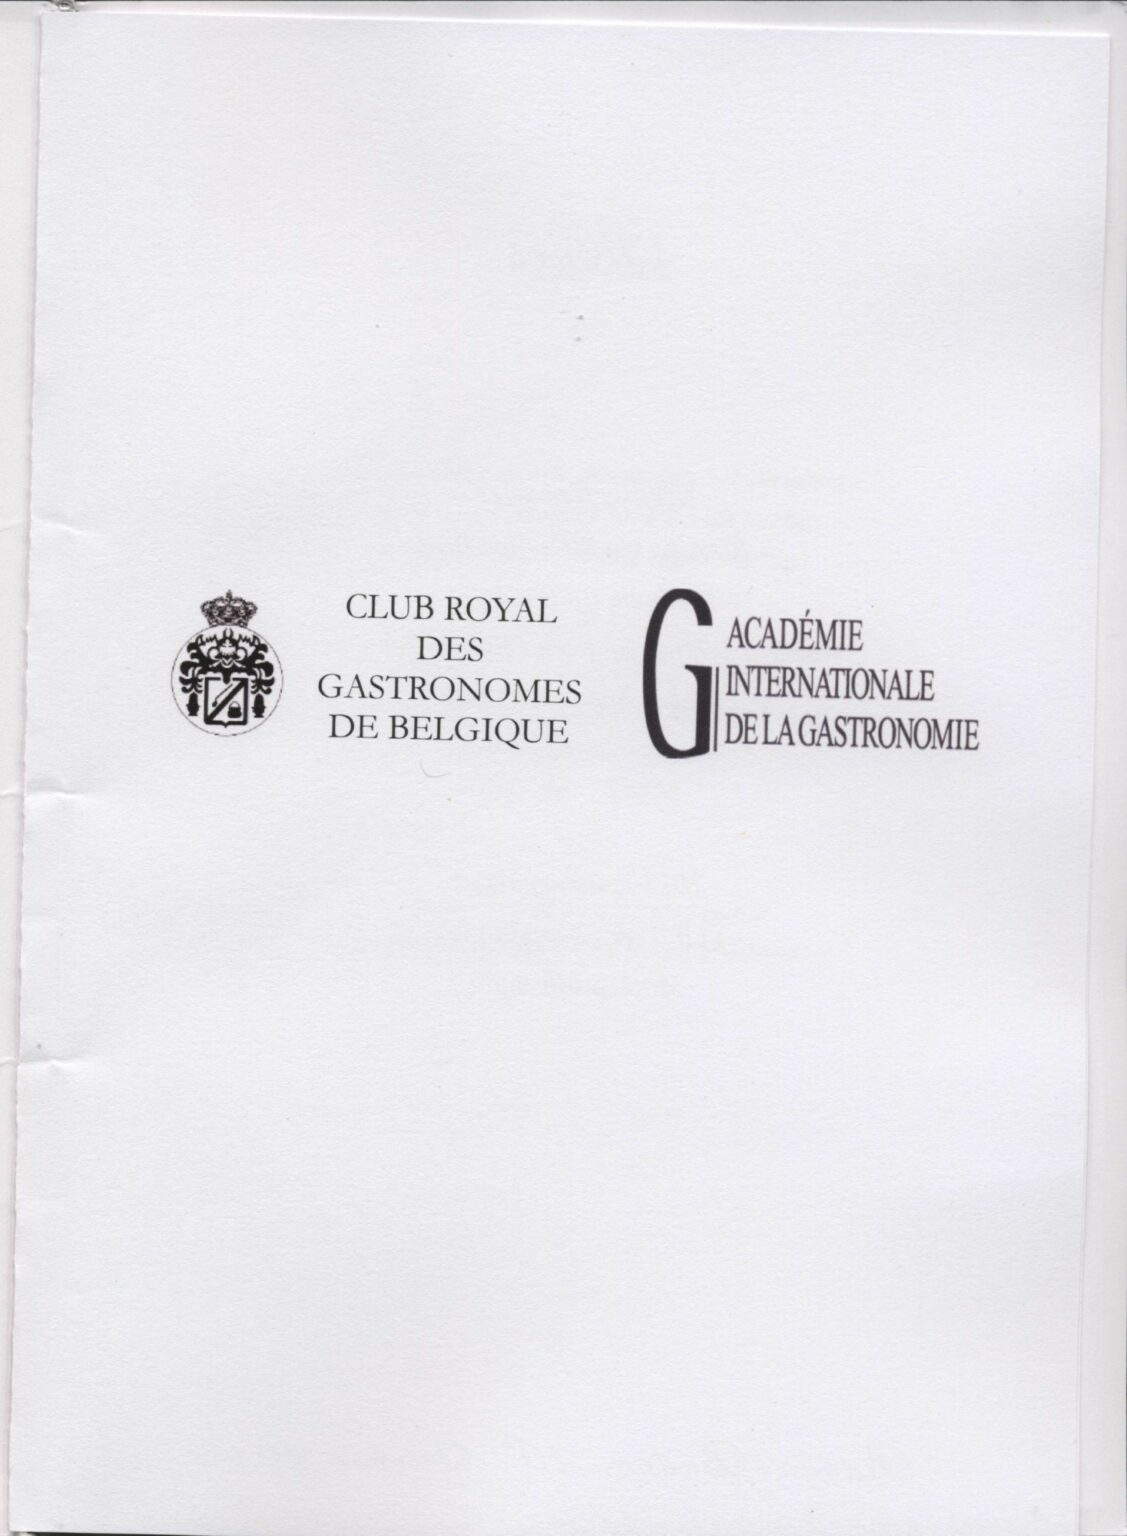 CLUB ROYAL
DES
GASTRONOMES
DE BELGIQUE
G ACADÉMIE
INTERNATIONALE
DE LA GASTRONOMIE